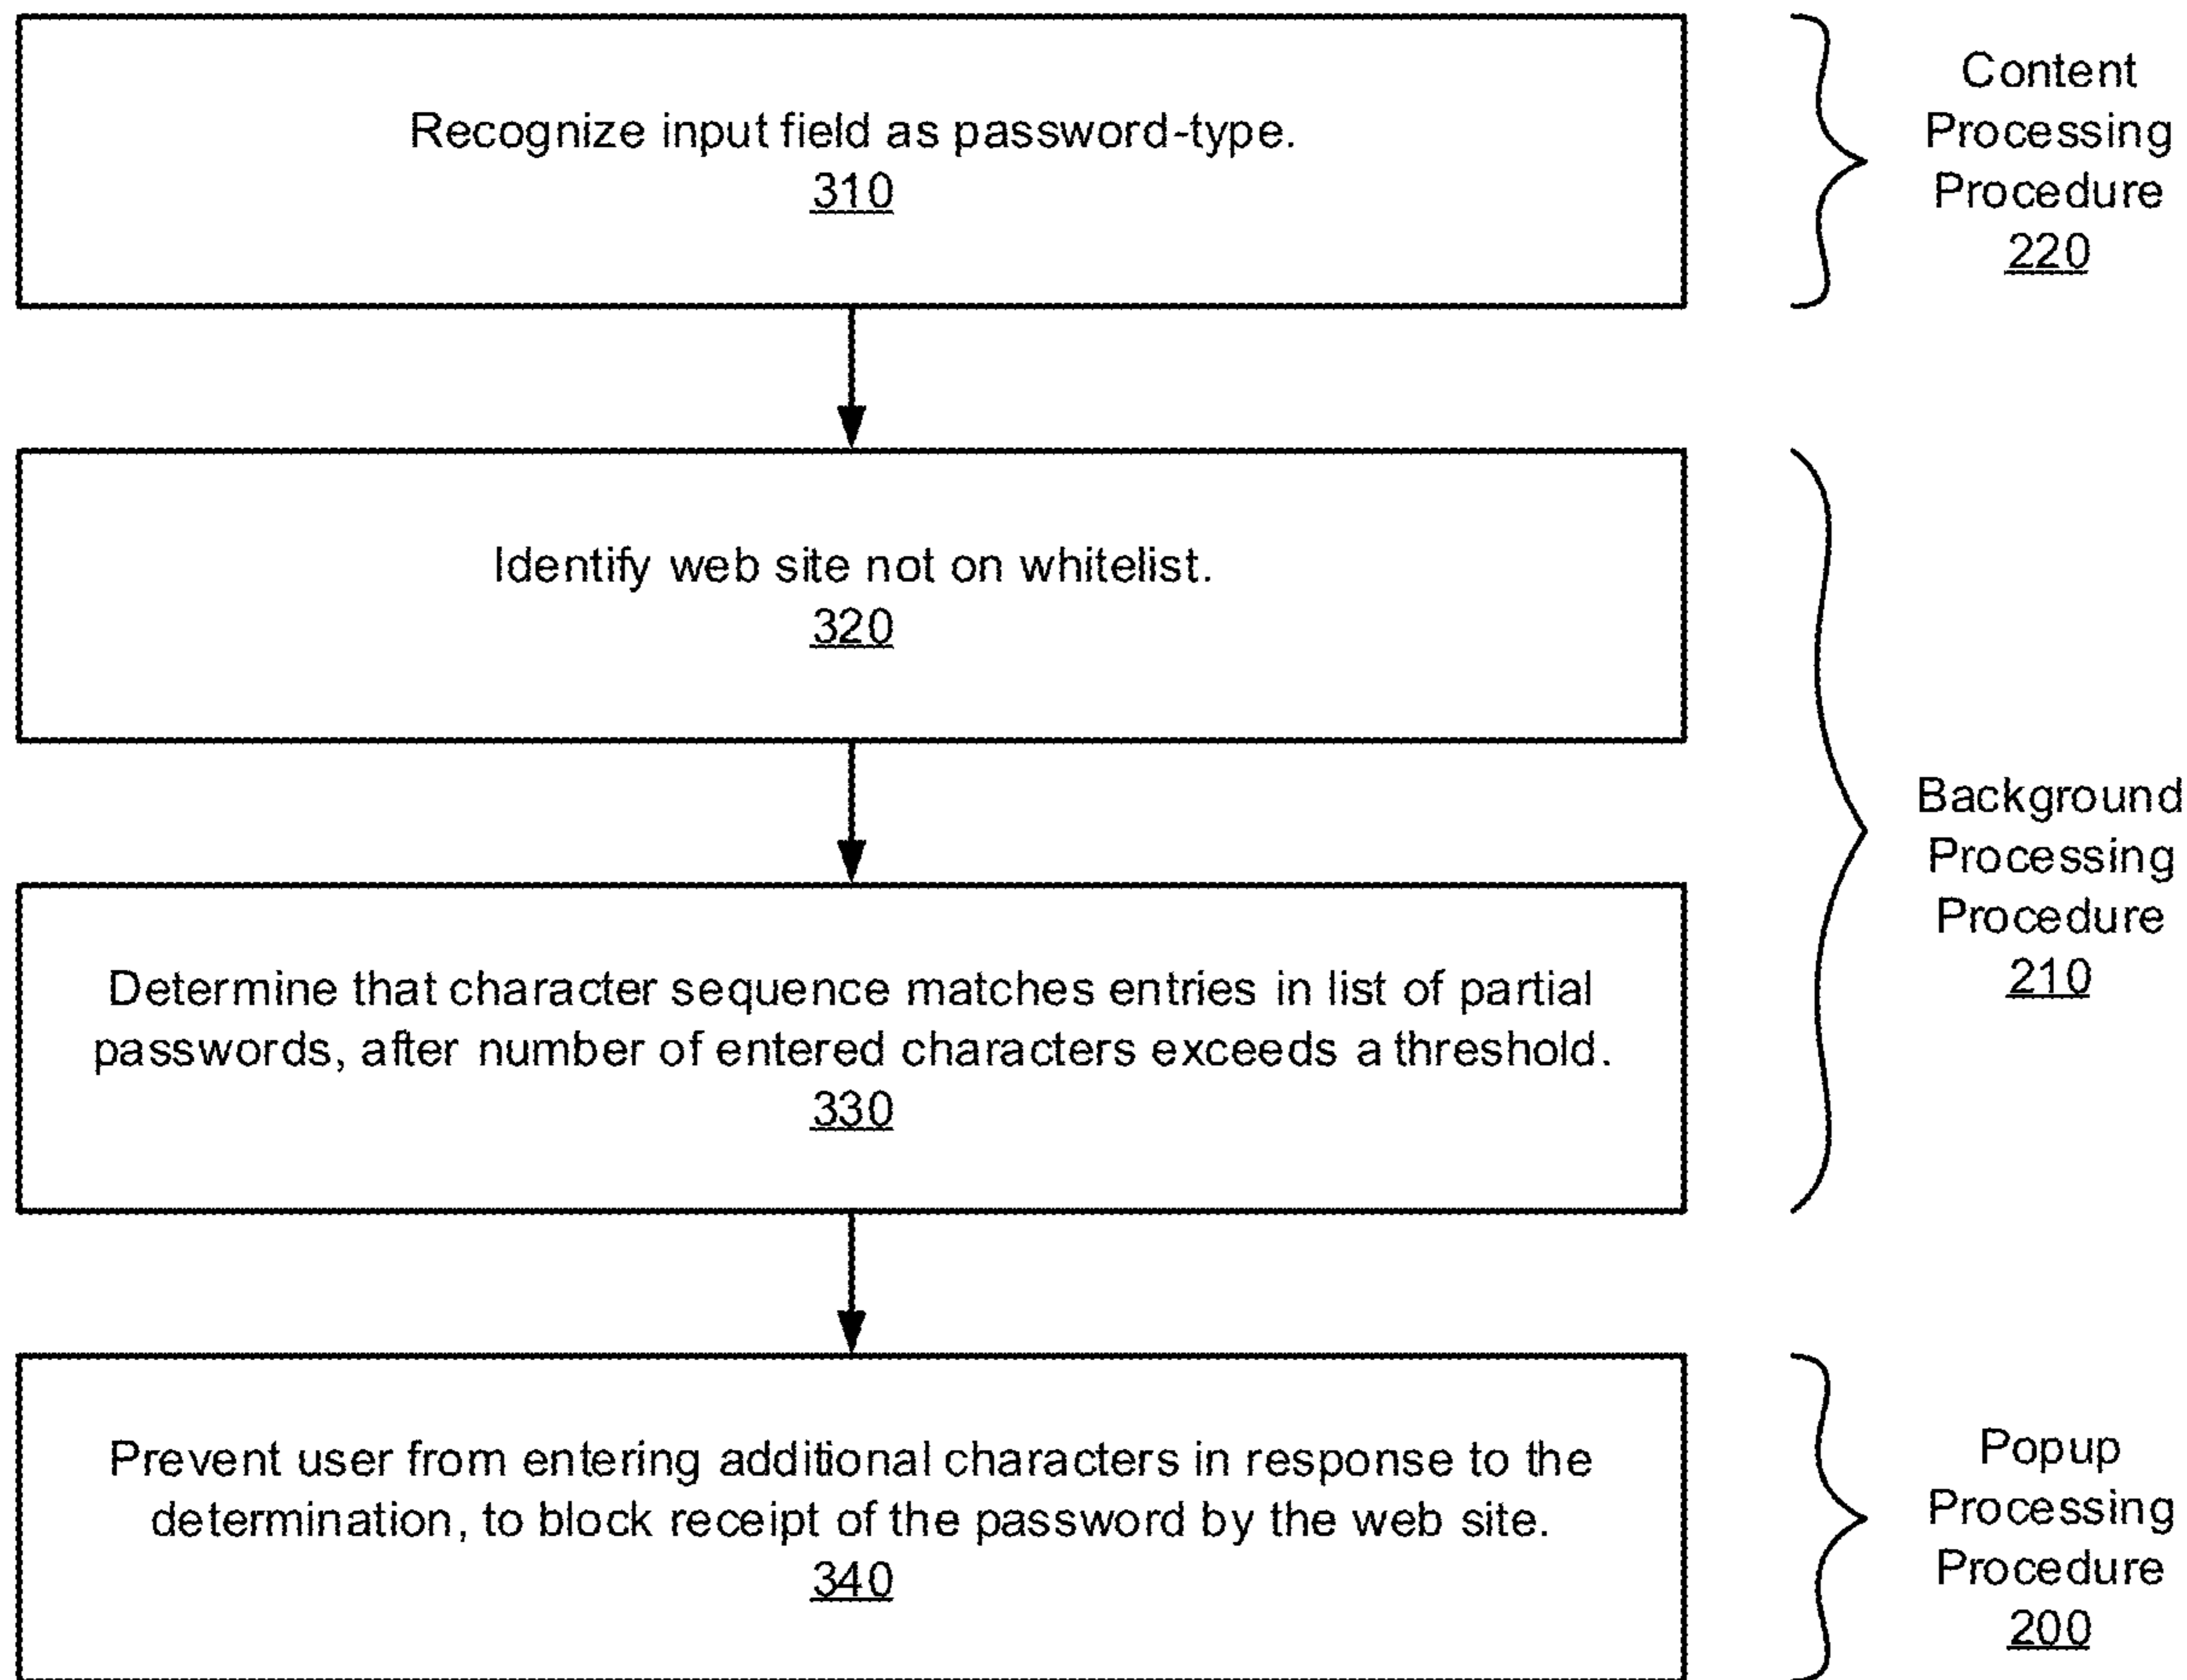 Recognize input field as password-type.
310
Content
Processing
Procedure
220
Identify web site not on whitelist.
320
Determine that character sequence matches entries in list of partial
passwords, after number of entered characters exceeds a threshold.
330
Background
Processing
Procedure
210
Prevent user from entering additional characters in response to the
determination, to block receipt of the password by the web site.
340
Popup
Processing
Procedure
200